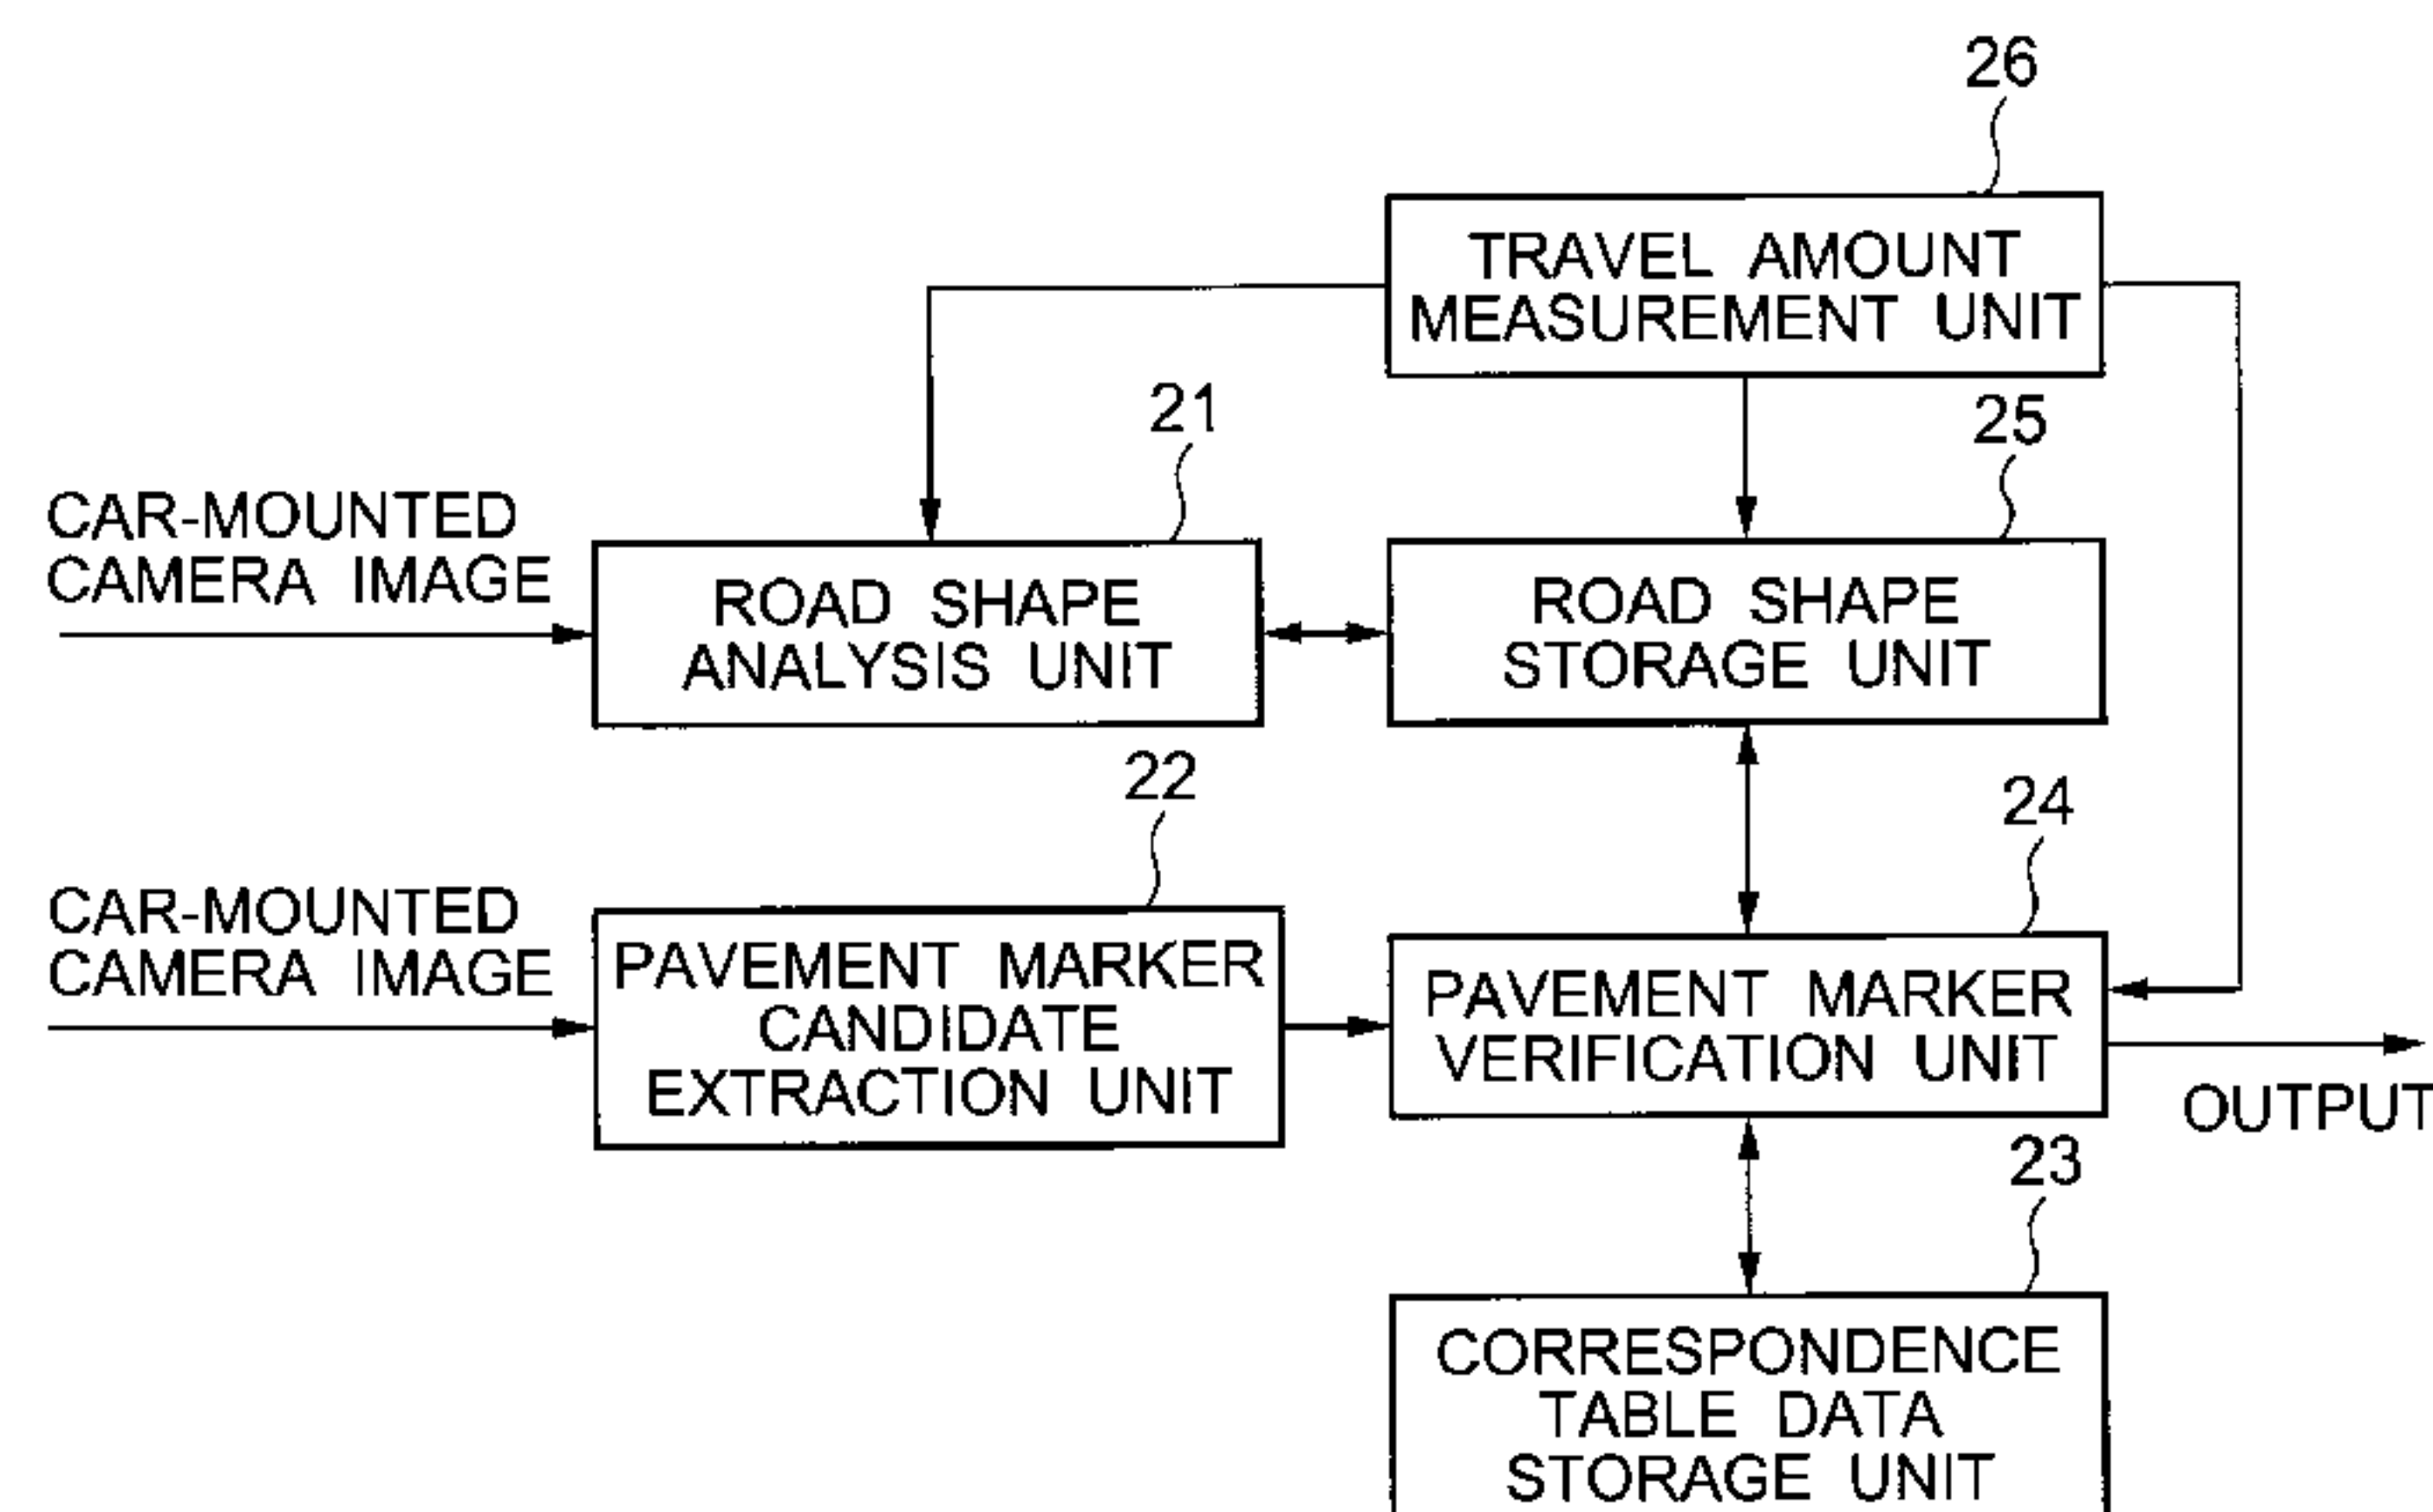 26
TRAVEL AMOUNT
MEASUREMENT UNIT
21
25
CAR-MOUNTED
CAMERA IMAGE
ROAD SHAPE
ANALYSIS UNIT
ROAD SHAPE
STORAGE UNIT
22
24
CAR-MOUNTED
CAMERA IMAGE
PAVEMENT MARKER
CANDIDATE
EXTRACTION UNIT
PAVEMENT MARKER
VERIFICATION UNIT
OUTPUT
23
CORRESPONDENCE
TABLE DATA
STORAGE UNIT